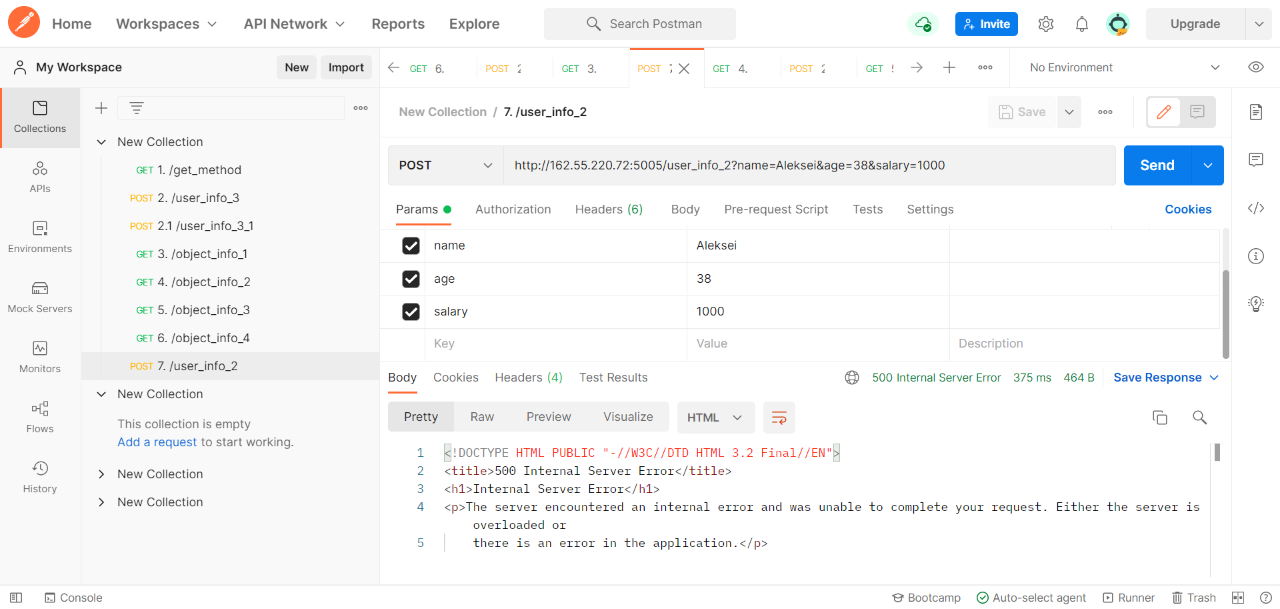 Home Workspaces API Network Reports Explore Search Postman Invite Upgrade
My Workspace New Import GET 6. POST GET 3. POST GET 4. POST GET No Environment
Collections
APIs
Environments
Mock Servers
Monitors
Flows
History
New Collection
GET 1. /get_method
POST 2. /user_info_3
POST 2.1 /user_info_3_1
GET 3. /object_info_1
GET 4. /object_info_2
GET 5. /object_info_3
GET 6. /object_info_4
POST 7. /user_info_2
New Collection
This collection is empty
Add a request to start working.
New Collection
New Collection
New Collection / 7. /user_info_2 Save
POST http://162.55.220.72:5005/user_info_2?name=Aleksei&age=38&salary=1000 Send
Params Authorization Headers (6) Body Pre-request Script Tests Settings Cookies
name Aleksei
age 38
salary 1000
Key Value Description
Body Cookies Headers (4) Test Results 500 Internal Server Error 375 ms 464 B Save Response
Pretty Raw Preview Visualize HTML
1 <!DOCTYPE HTML PUBLIC "-//W3C//DTD HTML 3.2 Final//EN">
2 <title>500 Internal Server Error</title>
3 <h1>Internal Server Error</h1>
4 <p>The server encountered an internal error and was unable to complete your request. Either the server is
overloaded or
5 there is an error in the application.</p>
Console Bootcamp Auto-select agent Runner Trash